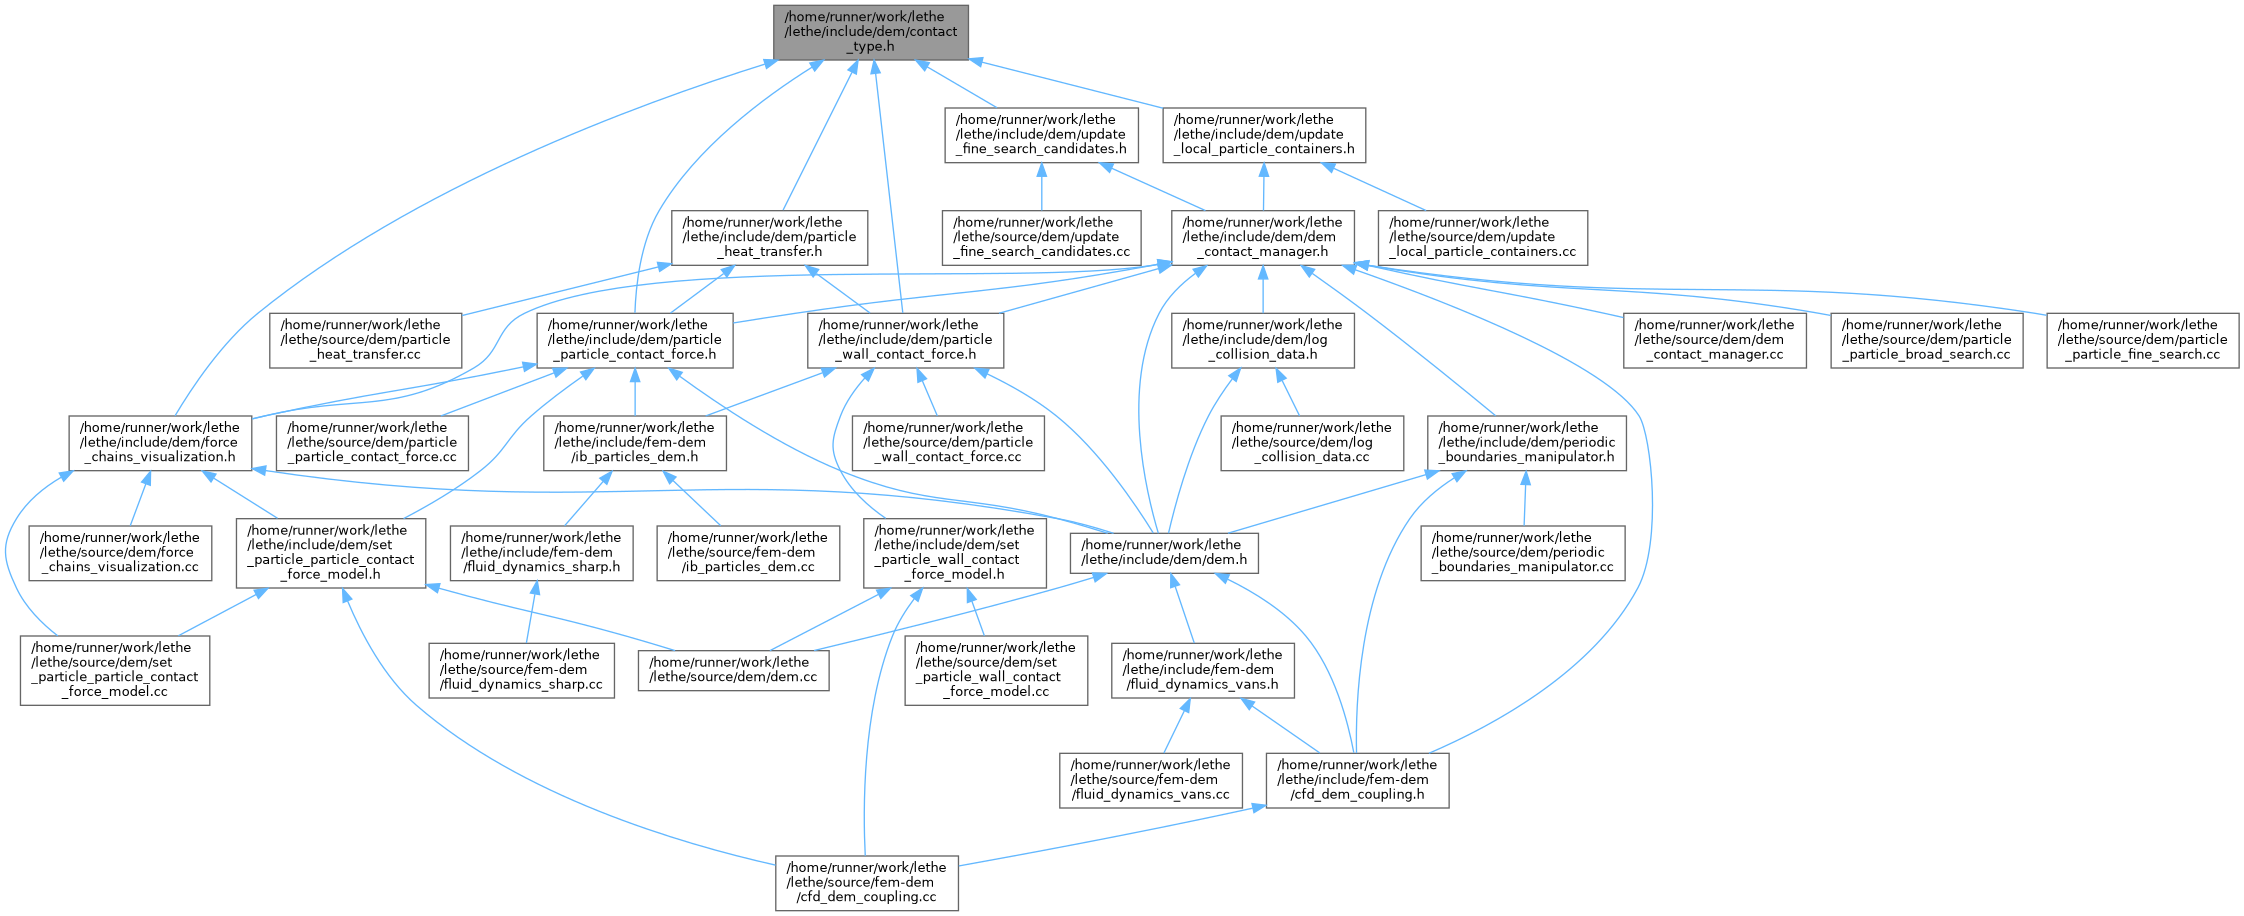 /home/runner/work/lethe
/lethe/include/dem/contact
_type.h
/home/runner/work/lethe
/lethe/include/dem/update
_fine_search_candidates.h
/home/runner/work/lethe
/lethe/include/dem/update
_local_particle_containers.h
/home/runner/work/lethe
/lethe/include/dem/particle
_heat_transfer.h
/home/runner/work/lethe
/lethe/source/dem/update
_fine_search_candidates.cc
/home/runner/work/lethe
/lethe/include/dem/dem
_contact_manager.h
/home/runner/work/lethe
/lethe/source/dem/update
_local_particle_containers.cc
/home/runner/work/lethe
/lethe/source/dem/particle
_heat_transfer.cc
/home/runner/work/lethe
/lethe/include/dem/particle
_particle_contact_force.h
/home/runner/work/lethe
/lethe/include/dem/particle
_wall_contact_force.h
/home/runner/work/lethe
/lethe/include/dem/log
_collision_data.h
/home/runner/work/lethe
/lethe/source/dem/dem
_contact_manager.cc
/home/runner/work/lethe
/lethe/source/dem/particle
_particle_broad_search.cc
/home/runner/work/lethe
/lethe/source/dem/particle
_particle_fine_search.cc
/home/runner/work/lethe
/lethe/include/dem/force
_chains_visualization.h
/home/runner/work/lethe
/lethe/source/dem/particle
_particle_contact_force.cc
/home/runner/work/lethe
/lethe/include/fem-dem
/ib_particles_dem.h
/home/runner/work/lethe
/lethe/source/dem/particle
_wall_contact_force.cc
/home/runner/work/lethe
/lethe/source/dem/log
_collision_data.cc
/home/runner/work/lethe
/lethe/include/dem/periodic
_boundaries_manipulator.h
/home/runner/work/lethe
/lethe/source/dem/force
_chains_visualization.cc
/home/runner/work/lethe
/lethe/include/dem/set
_particle_particle_contact
_force_model.h
/home/runner/work/lethe
/lethe/include/fem-dem
/fluid_dynamics_sharp.h
/home/runner/work/lethe
/lethe/source/fem-dem
/ib_particles_dem.cc
/home/runner/work/lethe
/lethe/include/dem/set
_particle_wall_contact
_force_model.h
/home/runner/work/lethe
/lethe/include/dem/dem.h
/home/runner/work/lethe
/lethe/source/dem/periodic
_boundaries_manipulator.cc
/home/runner/work/lethe
/lethe/source/dem/set
_particle_particle_contact
_force_model.cc
/home/runner/work/lethe
/lethe/source/fem-dem
/fluid_dynamics_sharp.cc
/home/runner/work/lethe
/lethe/source/dem/dem.cc
/home/runner/work/lethe
/lethe/source/dem/set
_particle_wall_contact
_force_model.cc
/home/runner/work/lethe
/lethe/include/fem-dem
/fluid_dynamics_vans.h
/home/runner/work/lethe
/lethe/source/fem-dem
/fluid_dynamics_vans.cc
/home/runner/work/lethe
/lethe/include/fem-dem
/cfd_dem_coupling.h
/home/runner/work/lethe
/lethe/source/fem-dem
/cfd_dem_coupling.cc